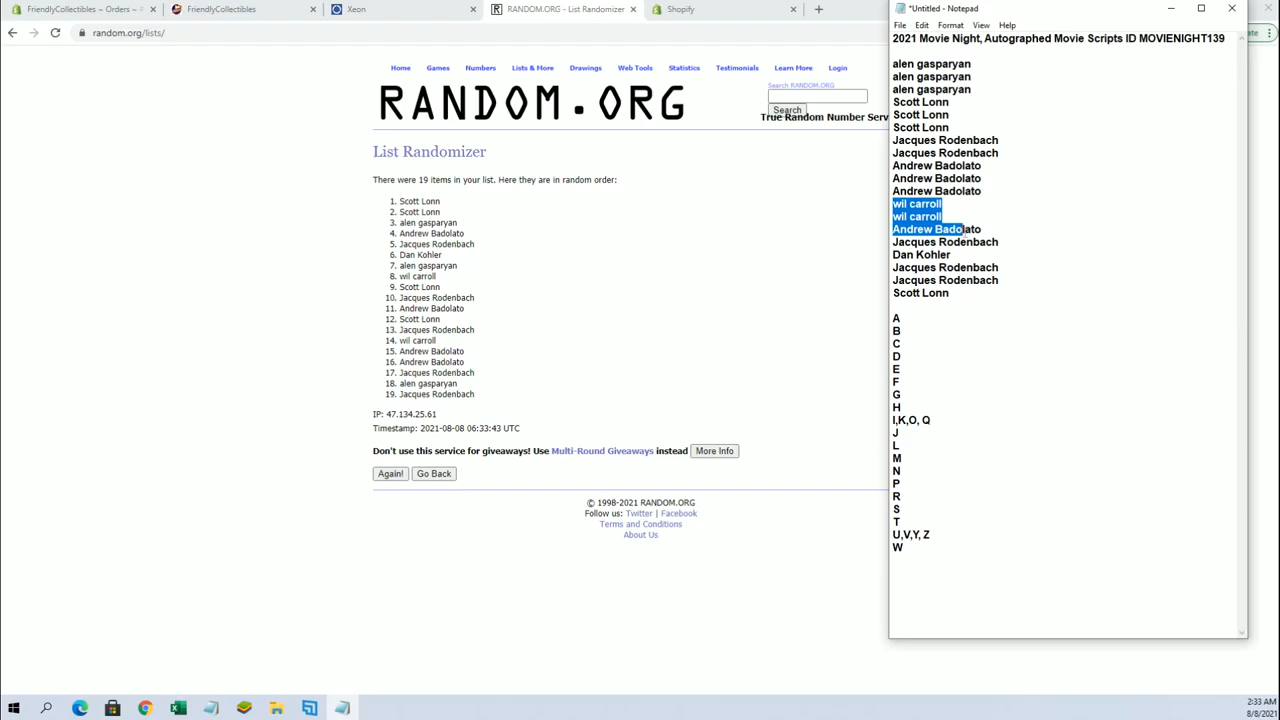 FriendlyCollectibles ~ Orders ~
FriendlyCollectibles
Xeon
RANDOM.ORG - List Randomizer
Shopify
random.org/lists/
*Untitled - Notepad
File Edit Format View Help
Home Games Numbers Lists & More Drawings Web Tools Statistics Testimonials Learn More Login
RANDOM.ORG
Search RANDOM.ORG
Search
True Random Number Serv
List Randomizer
There were 19 items in your list. Here they are in random order:
1. Scott Lonn
2. Scott Lonn
3. alen gasparyan
4. Andrew Badolato
5. Jacques Rodenbach
6. Dan Kohler
7. alen gasparyan
8. wil carroll
9. Scott Lonn
10. Jacques Rodenbach
11. Andrew Badolato
12. Scott Lonn
13. Jacques Rodenbach
14. wil carroll
15. Andrew Badolato
16. Andrew Badolato
17. Jacques Rodenbach
18. alen gasparyan
19. Jacques Rodenbach
IP: 47.134.25.61
Timestamp: 2021-08-08 06:33:43 UTC
Don't use this service for giveaways! Use Multi-Round Giveaways instead More Info
Again! Go Back
© 1998-2021 RANDOM.ORG
Follow us: Twitter | Facebook
Terms and Conditions
About Us
2021 Movie Night, Autographed Movie Scripts ID MOVIENIGHT139
alen gasparyan
alen gasparyan
alen gasparyan
Scott Lonn
Scott Lonn
Scott Lonn
Jacques Rodenbach
Jacques Rodenbach
Andrew Badolato
Andrew Badolato
Andrew Badolato
wil carroll
wil carroll
Andrew Badolato
Jacques Rodenbach
Dan Kohler
Jacques Rodenbach
Jacques Rodenbach
Scott Lonn
A
B
C
D
E
F
G
H
I,K,O, Q
J
L
M
N
P
R
S
T
U,V,Y, Z
W
2:33 AM
8/8/2021